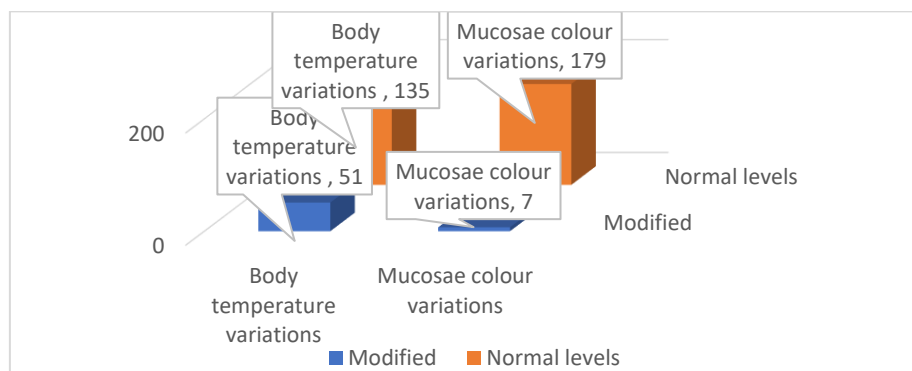 Body
temperature
variations , 135
Mucosae colour
variations, 179
Body
temperature
variations , 51
Mucosae colour
variations, 7
200
0
Normal levels
Modified
Body
temperature
variations
Mucosae colour
variations
Modified
Normal levels